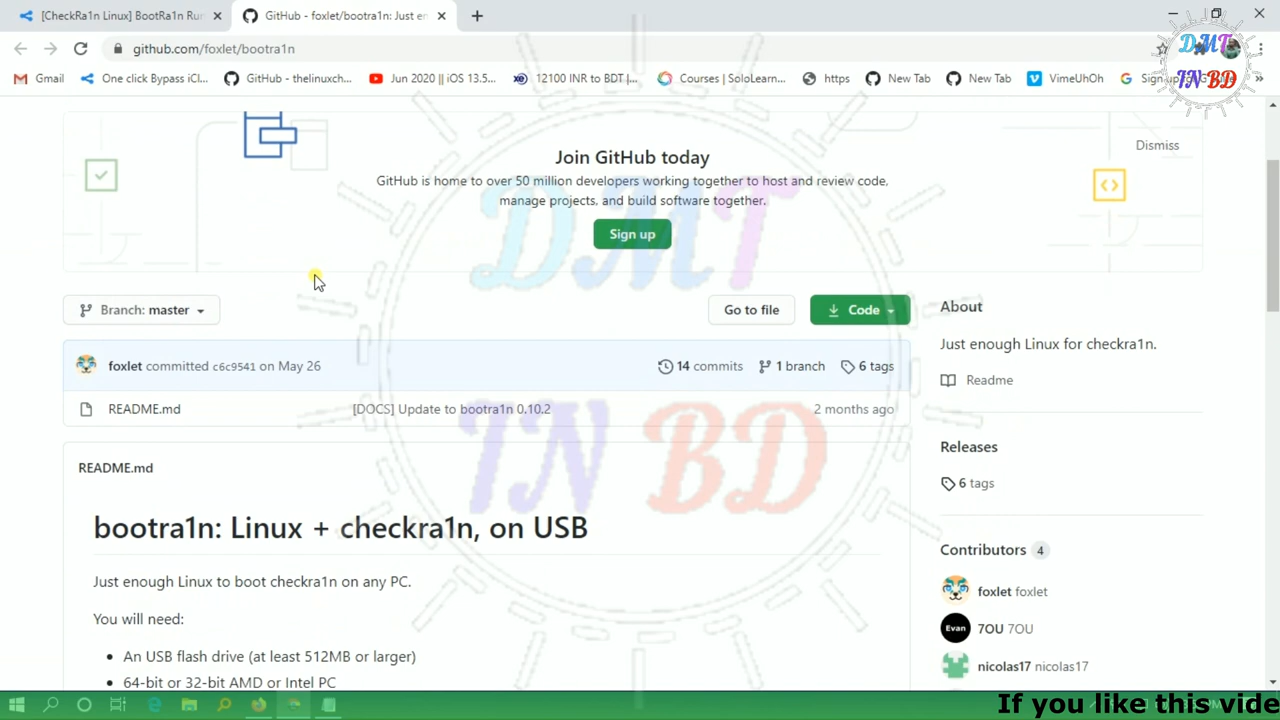 [CheckRa1n Linux] BootRa1n Run
GitHub - foxlet/bootra1n: Just en
github.com/foxlet/bootra1n
Gmail
One click Bypass iCl...
GitHub - thelinuxch...
Jun 2020 || iOS 13.5...
12100 INR to BDT |...
Courses | SoloLearn...
https
New Tab
New Tab
VimeUhOh
DMT
IN BD
Join GitHub today
Dismiss
GitHub is home to over 50 million developers working together to host and review code,
manage projects, and build software together.
Sign up
DMT
Branch: master
Go to file
Code
About
Just enough Linux for checkra1n.
foxlet committed c6c9541 on May 26
14 commits
1 branch
6 tags
Readme
README.md
[DOCS] Update to bootra1n 0.10.2
2 months ago
IN BD
README.md
Releases
6 tags
bootra1n: Linux + checkra1n, on USB
Contributors 4
Just enough Linux to boot checkra1n on any PC.
foxlet foxlet
You will need:
Evan
7OU 7OU
• An USB flash drive (at least 512MB or larger)
nicolas17 nicolas17
• 64-bit or 32-bit AMD or Intel PC
If you like this vide